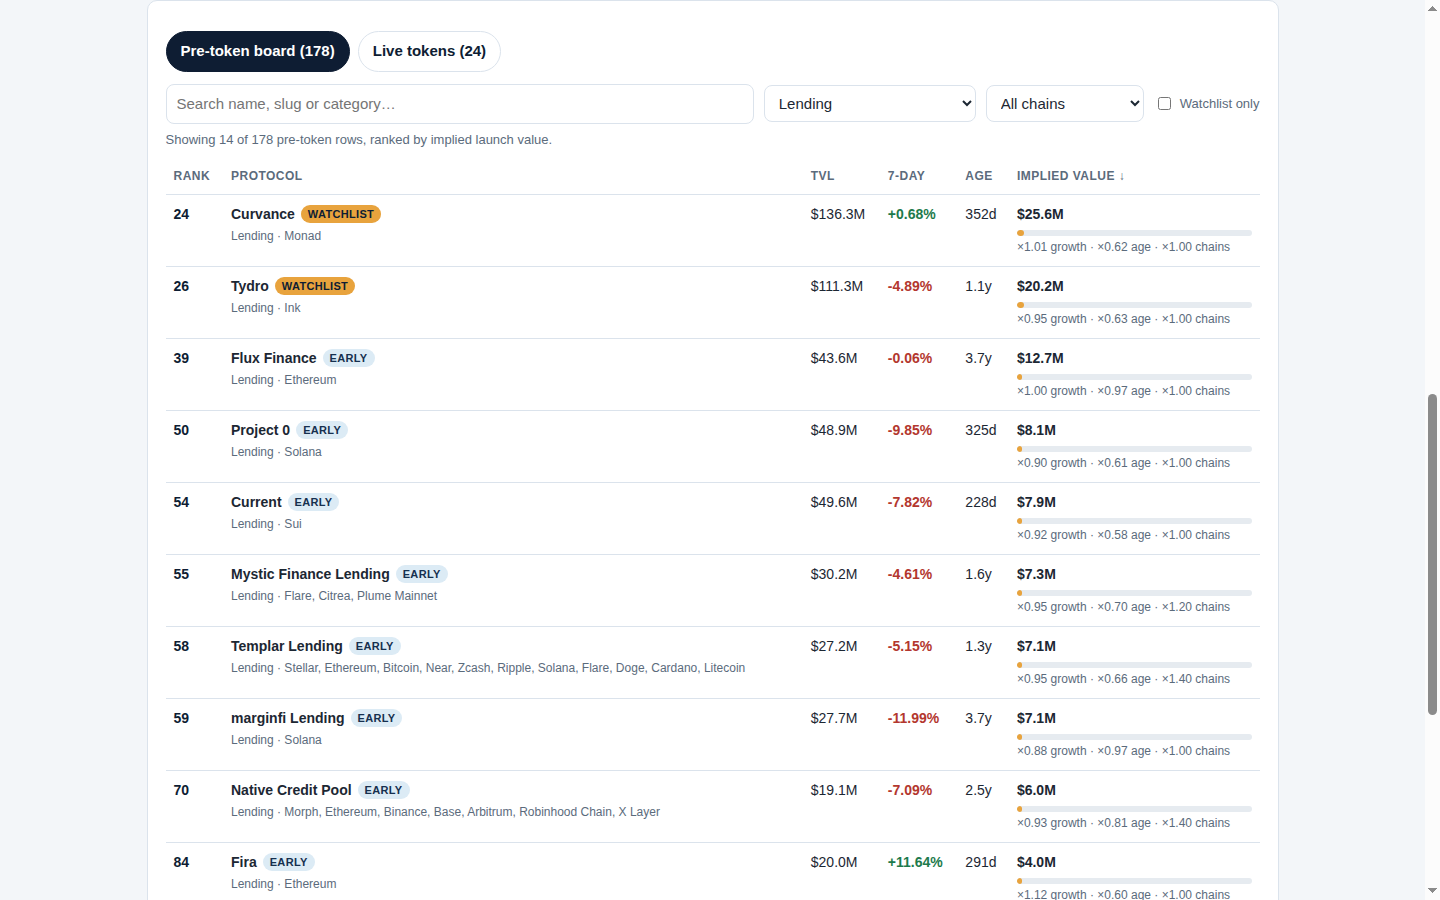 Pre-token board (178)
Live tokens (24)
Search name, slug or category…
Lending
All chains
Watchlist only
Showing 14 of 178 pre-token rows, ranked by implied launch value.
RANK PROTOCOL TVL 7-DAY AGE IMPLIED VALUE ↓
24 Curvance WATCHLIST $136.3M +0.68% 352d $25.6M
Lending · Monad
×1.01 growth · ×0.62 age · ×1.00 chains
26 Tydro WATCHLIST $111.3M -4.89% 1.1y $20.2M
Lending · Ink
×0.95 growth · ×0.63 age · ×1.00 chains
39 Flux Finance EARLY $43.6M -0.06% 3.7y $12.7M
Lending · Ethereum
×1.00 growth · ×0.97 age · ×1.00 chains
50 Project 0 EARLY $48.9M -9.85% 325d $8.1M
Lending · Solana
×0.90 growth · ×0.61 age · ×1.00 chains
54 Current EARLY $49.6M -7.82% 228d $7.9M
Lending · Sui
×0.92 growth · ×0.58 age · ×1.00 chains
55 Mystic Finance Lending EARLY $30.2M -4.61% 1.6y $7.3M
Lending · Flare, Citrea, Plume Mainnet
×0.95 growth · ×0.70 age · ×1.20 chains
58 Templar Lending EARLY $27.2M -5.15% 1.3y $7.1M
Lending · Stellar, Ethereum, Bitcoin, Near, Zcash, Ripple, Solana, Flare, Doge, Cardano, Litecoin
×0.95 growth · ×0.66 age · ×1.40 chains
59 marginfi Lending EARLY $27.7M -11.99% 3.7y $7.1M
Lending · Solana
×0.88 growth · ×0.97 age · ×1.00 chains
70 Native Credit Pool EARLY $19.1M -7.09% 2.5y $6.0M
Lending · Morph, Ethereum, Binance, Base, Arbitrum, Robinhood Chain, X Layer
×0.93 growth · ×0.81 age · ×1.40 chains
84 Fira EARLY $20.0M +11.64% 291d $4.0M
Lending · Ethereum
×1.12 growth · ×0.60 age · ×1.00 chains